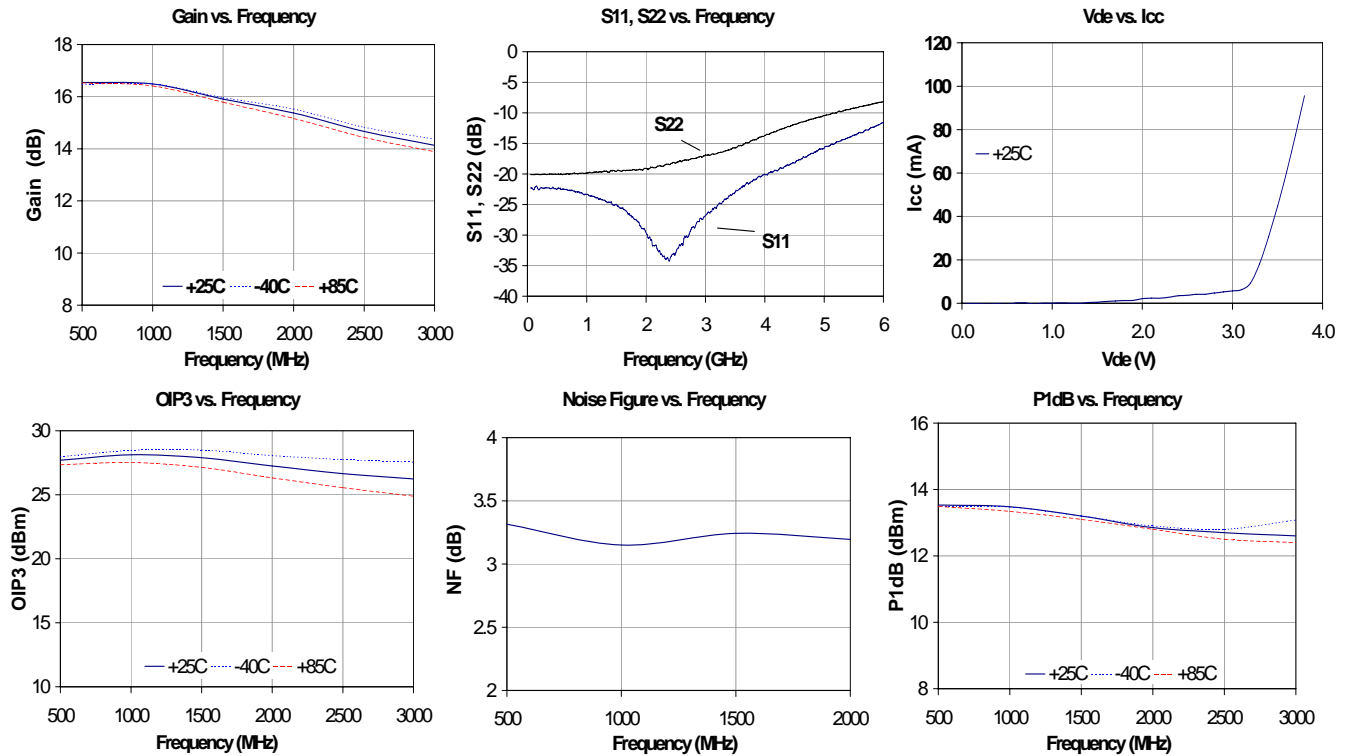 Gain vs. Frequency
18
16
14
12
10
8
Gain (dB)
+25C -40C +85C
500 1000 1500 2000 2500 3000
Frequency (MHz)
S11, S22 vs. Frequency
0
-5
-10
-15
-20
-25
-30
-35
-40
S11, S22 (dB)
S22
S11
0 1 2 3 4 5 6
Frequency (GHz)
Vde vs. Icc
120
100
80
60
40
20
0
Icc (mA)
+25C
0.0 1.0 2.0 3.0 4.0
Vde (V)
OIP3 vs. Frequency
30
25
20
15
10
OIP3 (dBm)
+25C -40C +85C
500 1000 1500 2000 2500 3000
Frequency (MHz)
Noise Figure vs. Frequency
4
3.5
3
2.5
2
NF (dB)
500 1000 1500 2000
Frequency (MHz)
P1dB vs. Frequency
16
14
12
10
8
P1dB (dBm)
+25C -40C +85C
500 1000 1500 2000 2500 3000
Frequency (MHz)